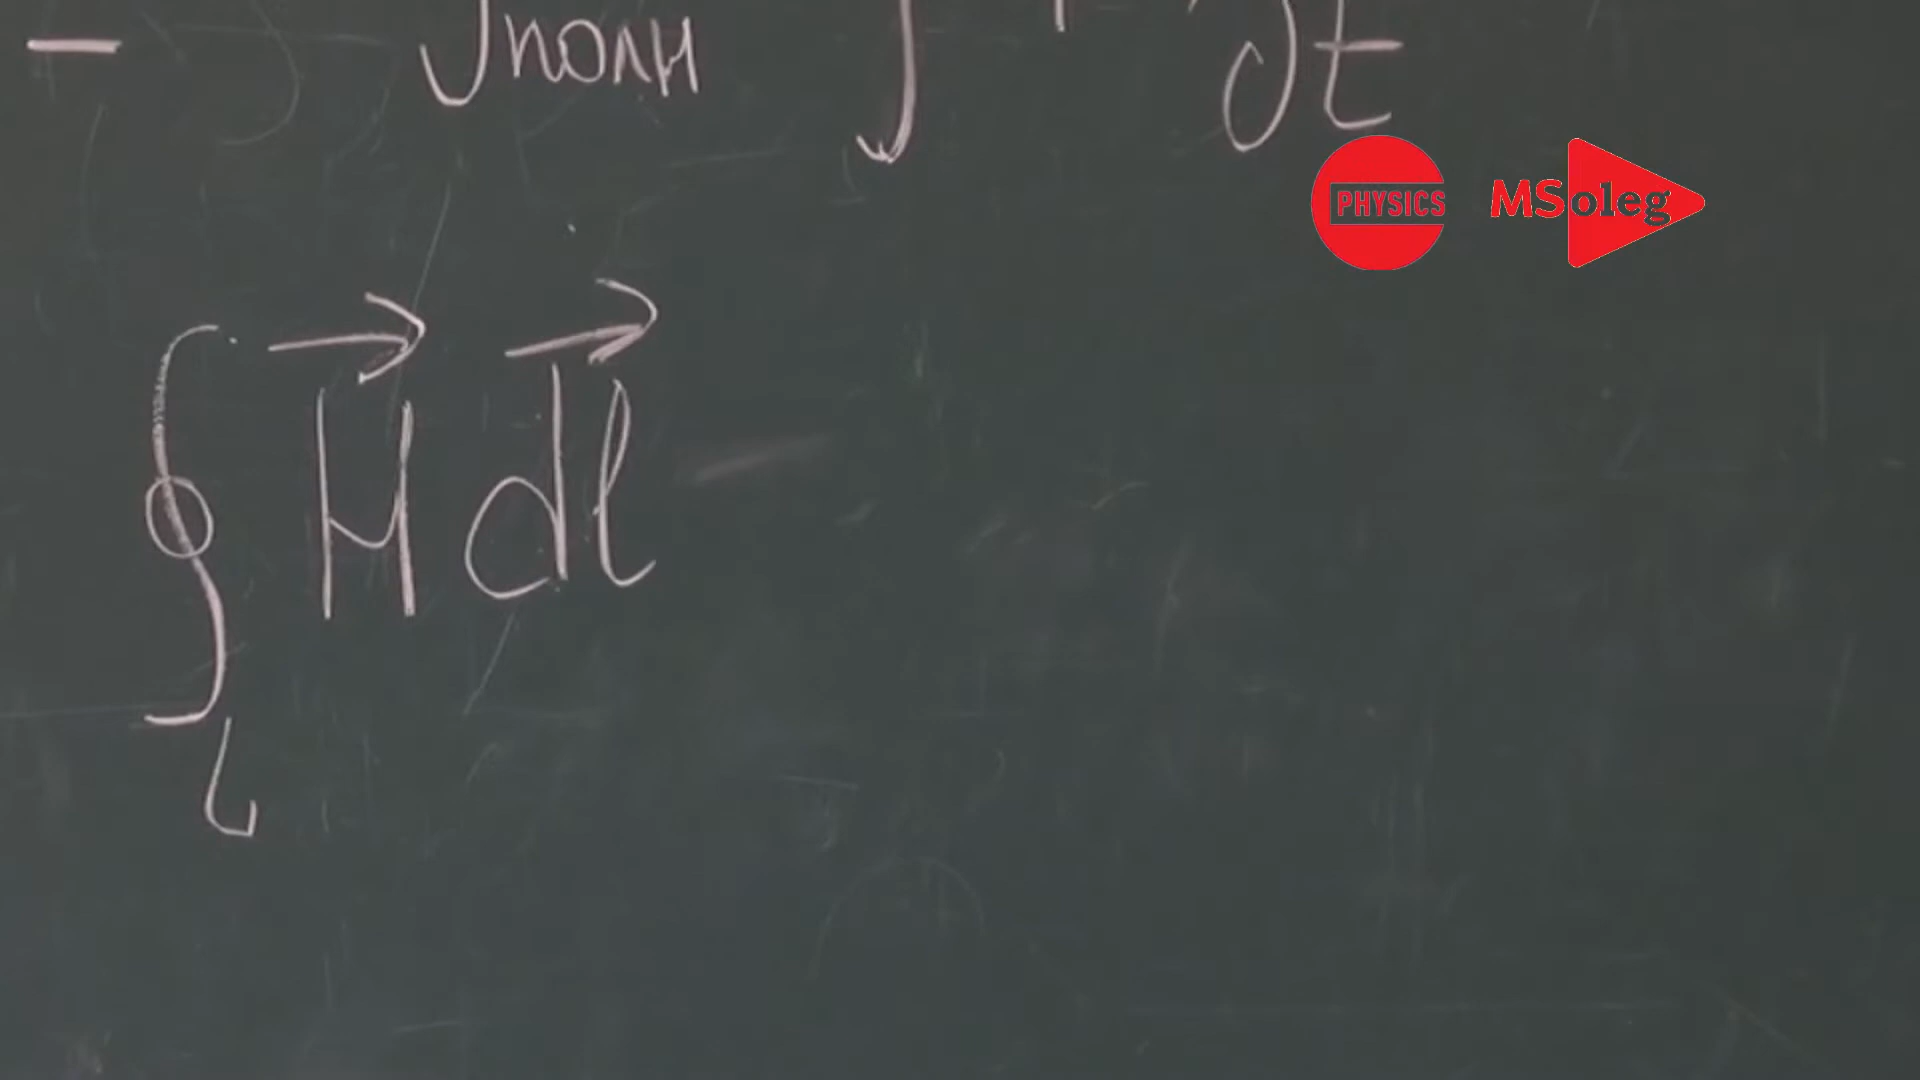 - jполн j + ∂t
PHYSICS MSoleg
∮ H⃗ dl⃗
L